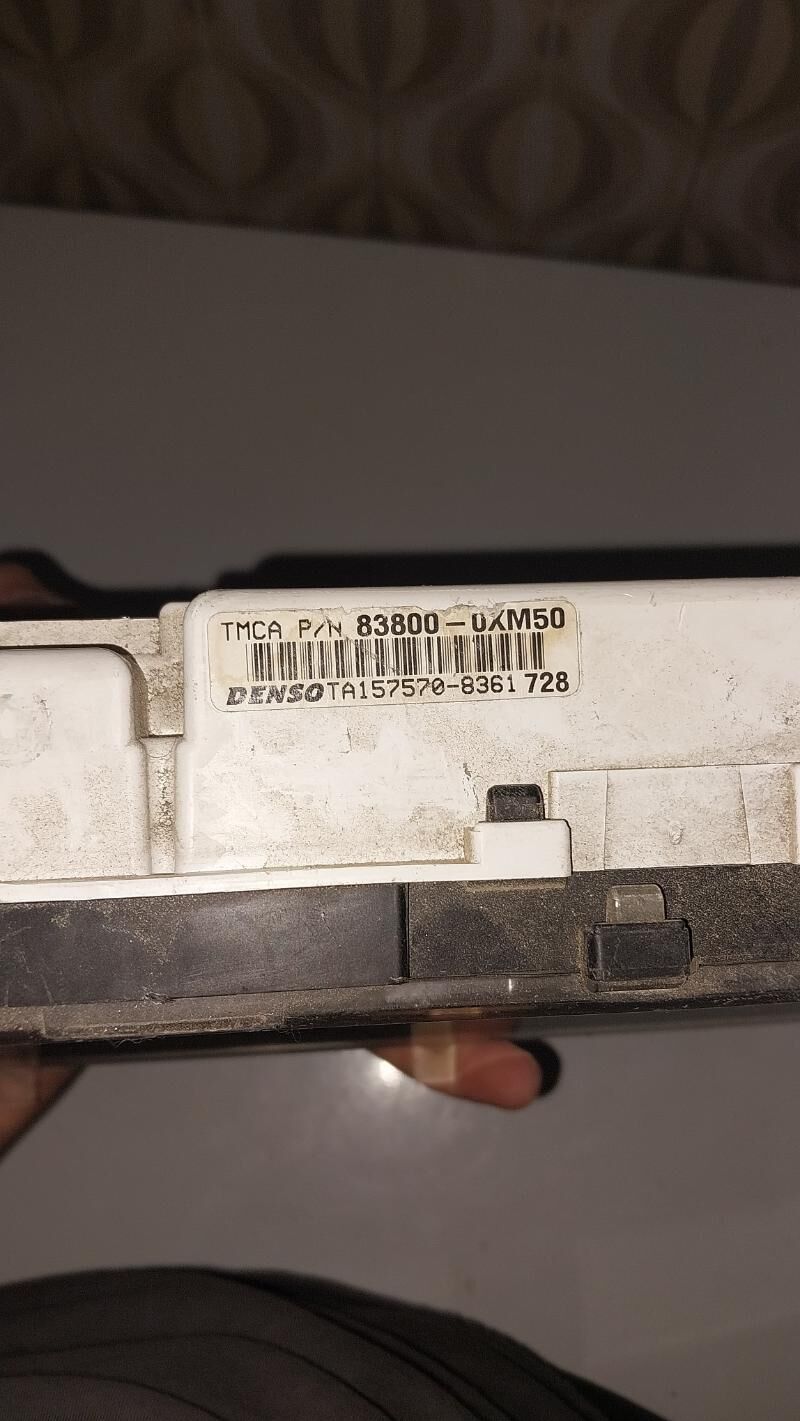 TMCA P/N 83800-0XM50
DENSO TA157570-8361 728